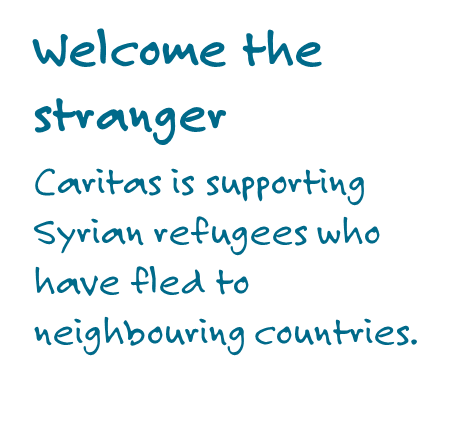 Welcome the
stranger
Caritas is supporting
Syrian refugees who
have fled to
neighbouring countries.